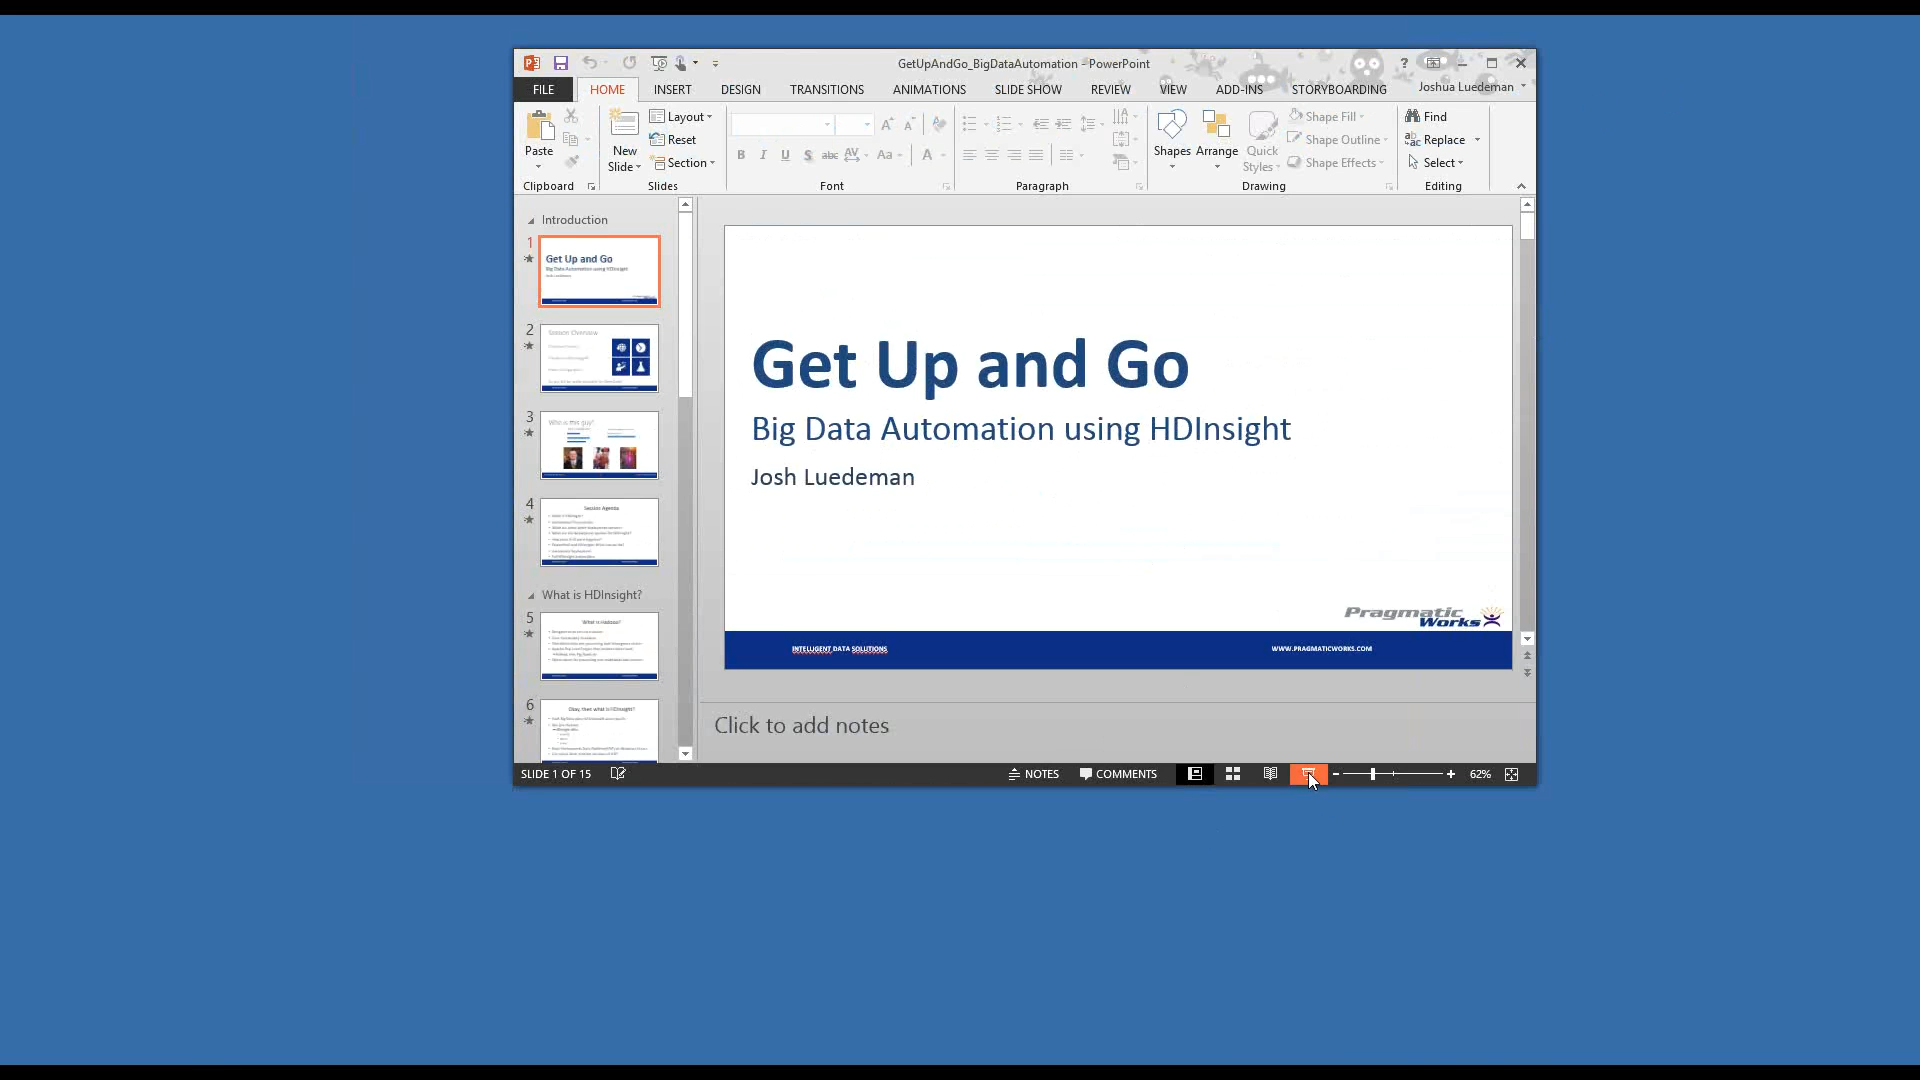 GetUpAndGo_BigDataAutomation - PowerPoint
?
FILE HOME INSERT DESIGN TRANSITIONS ANIMATIONS SLIDE SHOW REVIEW VIEW ADD-INS STORYBOARDING Joshua Luedeman
Paste
New Slide
Layout
Reset
Section
B I U S abc AV Aa A
Shapes
Arrange
Quick Styles
Shape Fill
Shape Outline
Shape Effects
Find
Replace
Select
Clipboard Slides Font Paragraph Drawing Editing
Introduction
1
Get Up and Go
Big Data Automation using HDInsight
2
Session Overview
3
Who is this guy?
4
Session Agenda
What is HDInsight?
5
What is Hadoop?
6
Okay, then what is HDInsight?
Get Up and Go
Big Data Automation using HDInsight
Josh Luedeman
Pragmatic
Works
INTELLIGENT DATA SOLUTIONS
WWW.PRAGMATICWORKS.COM
Click to add notes
SLIDE 1 OF 15 NOTES COMMENTS 62%